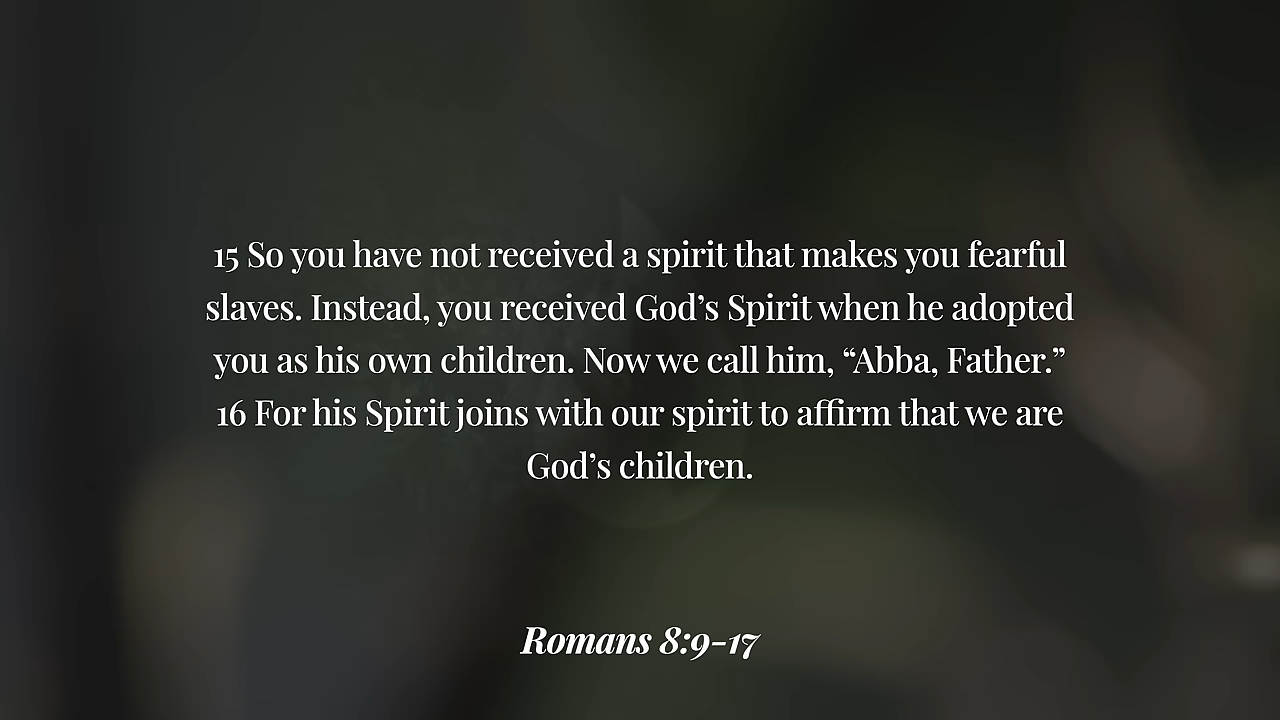 15 So you have not received a spirit that makes you fearful
slaves. Instead, you received God’s Spirit when he adopted
you as his own children. Now we call him, “Abba, Father.”
16 For his Spirit joins with our spirit to affirm that we are
God’s children.
Romans 8:9-17